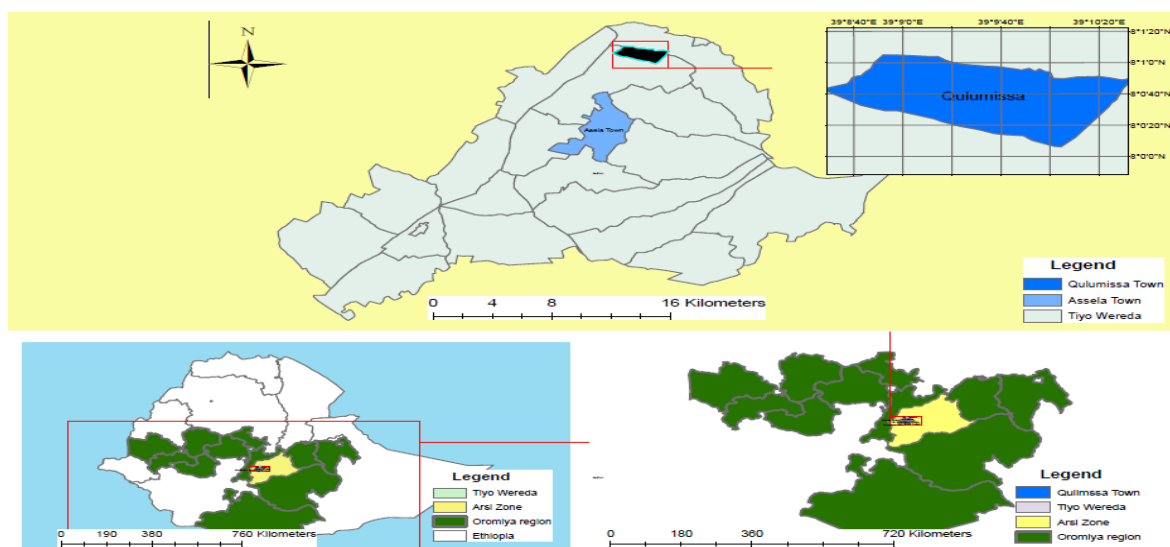 N
39°8'40"E 39°9'0"E 39°9'40"E 39°10'20"E
8°1'20"N
8°1'0"N
8°0'40"N
8°0'20"N
8°0'0"N
Qulumissa
Assela Town
0 4 8 16 Kilometers
Legend
Qulumissa Town
Assela Town
Tiyo Wereda
Legend
Tiyo Wereda
Arsi Zone
Oromiya region
Ethiopia
0 190 380 760 Kilometers
Legend
Qulimssa Town
Tiyo Wereda
Arsi Zone
Oromiya region
0 180 360 720 Kilometers